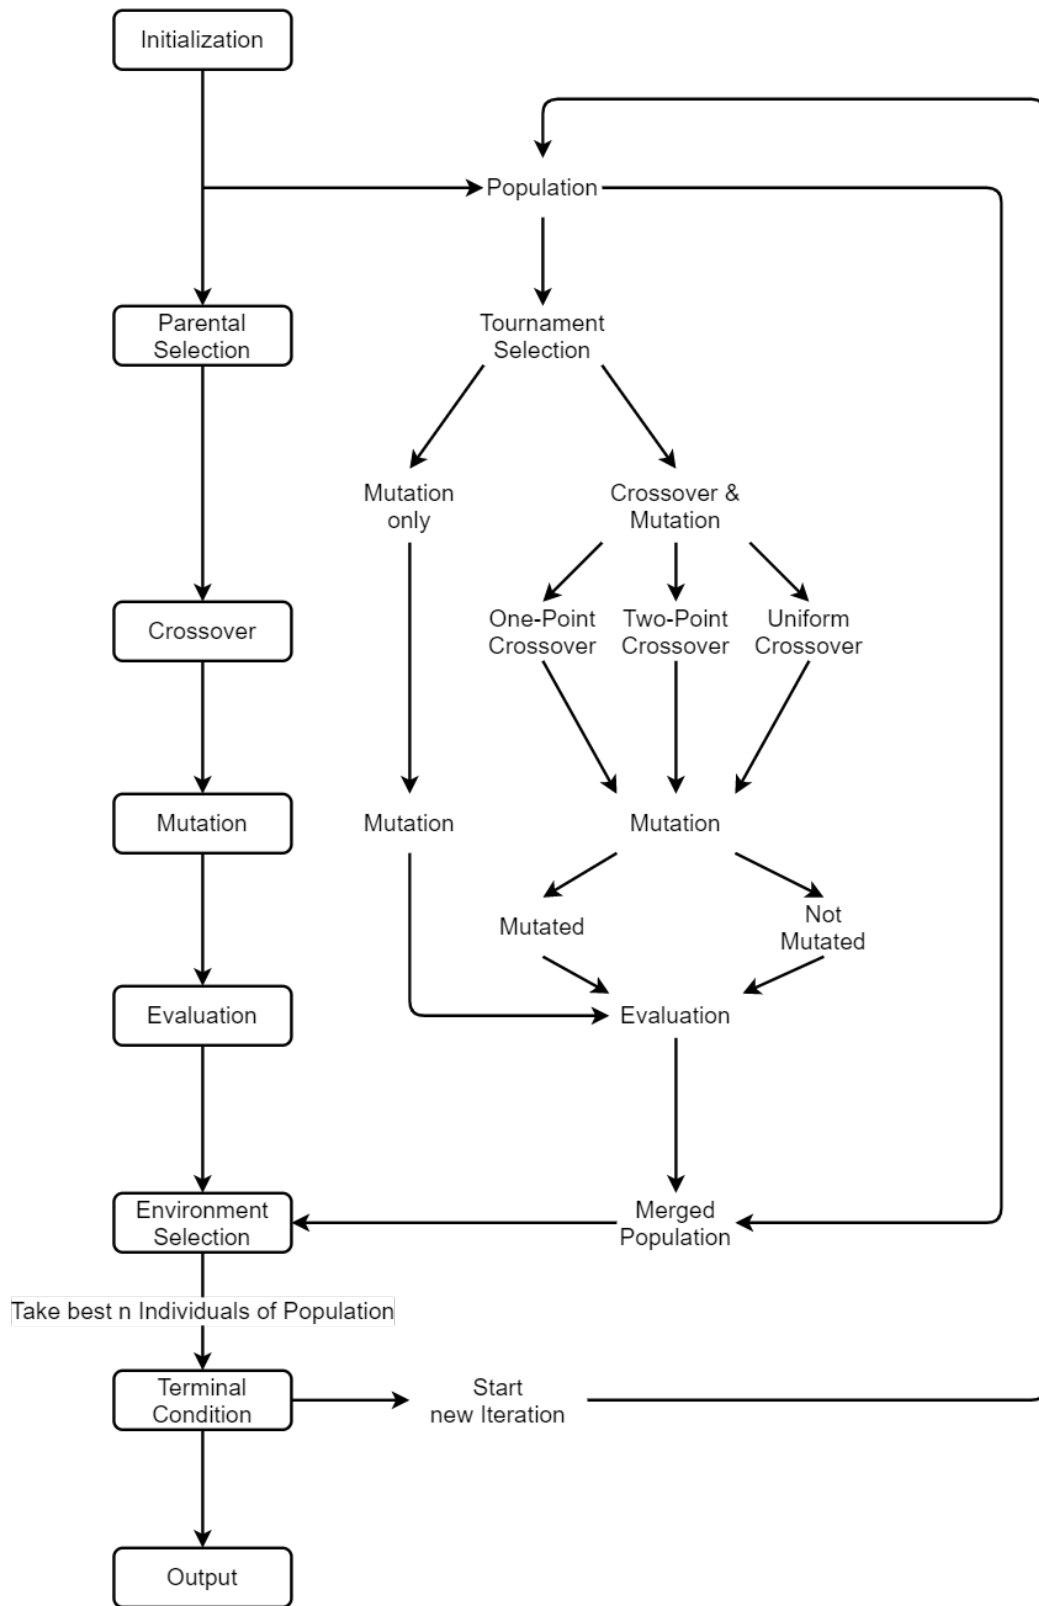 Initialization
Population
Parental
Selection
Tournament
Selection
Mutation
only
Crossover &
Mutation
Crossover
One-Point
Crossover
Two-Point
Crossover
Uniform
Crossover
Mutation
Mutation
Mutation
Mutated
Not
Mutated
Evaluation
Evaluation
Environment
Selection
Merged
Population
Take best n Individuals of Population
Terminal
Condition
Start
new Iteration
Output